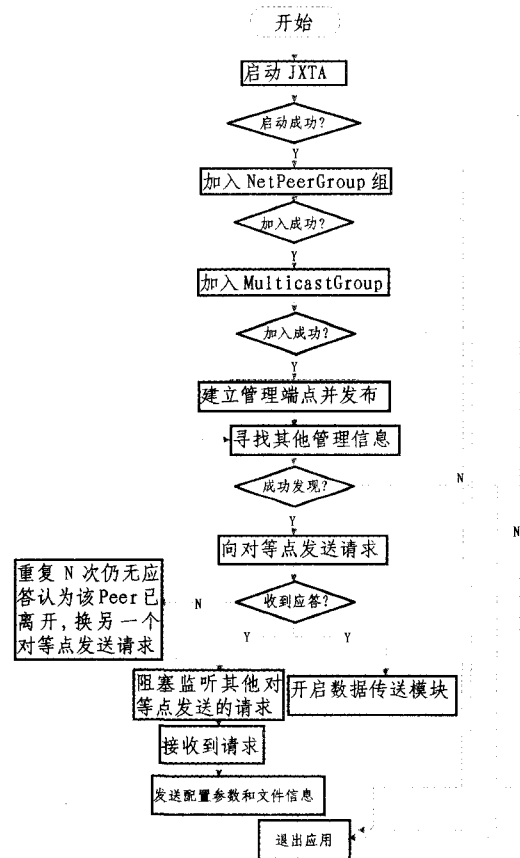 开始
启动 JXTA
启动成功?
Y
加入 NetPeerGroup 组
加入成功?
Y
加入 MulticastGroup
加入成功?
Y
建立管理端点并发布
寻找其他管理信息
成功发现?
N
Y
N
向对等点发送请求
重复 N 次仍无应
答认为该Peer已
离开,换另一个
对等点发送请求
N
收到应答?
Y
Y
阻塞监听其他对
等点发送的请求
开启数据传送模块
接收到请求
发送配置参数和文件信息
退出应用